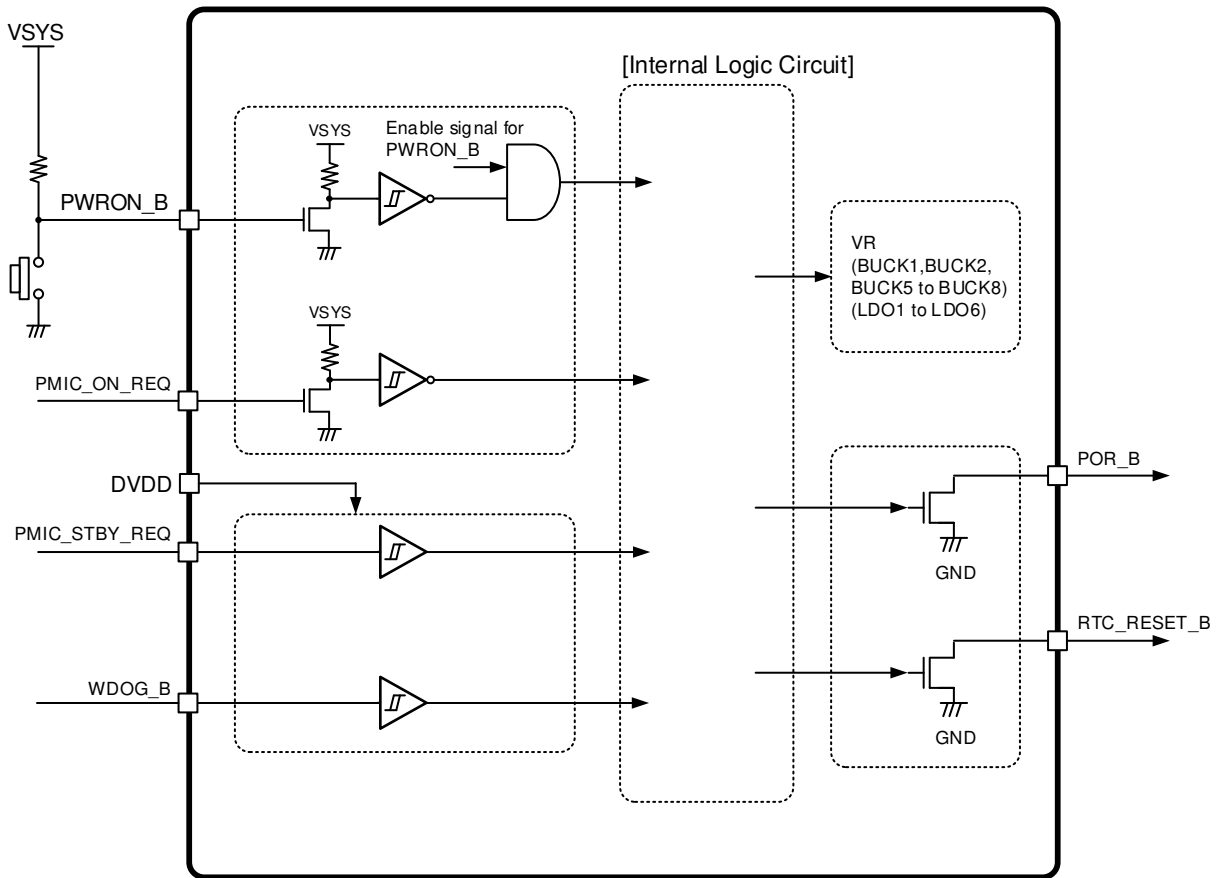 VSYS
[Internal Logic Circuit]
VSYS
Enable signal for
PWRON_B
PWRON_B
VR
(BUCK1,BUCK2,
BUCK5 to BUCK8)
(LDO1 to LDO6)
VSYS
PMIC_ON_REQ
DVDD
POR_B
PMIC_STBY_REQ
GND
RTC_RESET_B
WDOG_B
GND